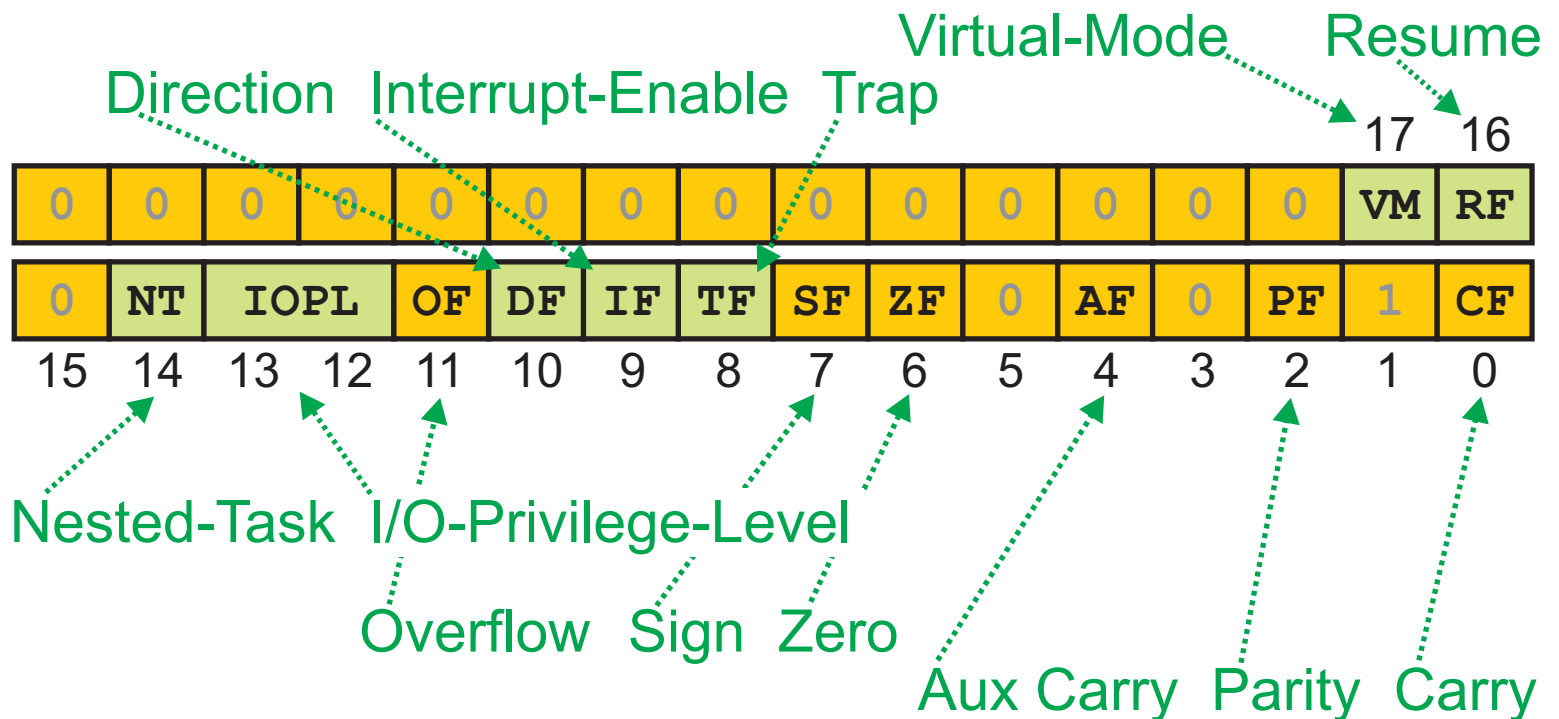 Virtual-Mode Resume
Direction Interrupt-Enable Trap
17 16
0 0 0 0 0 0 0 0 0 0 0 0 0 0 VM RF
0 NT IOPL OF DF IF TF SF ZF 0 AF 0 PF 1 CF
15 14 13 12 11 10 9 8 7 6 5 4 3 2 1 0
Nested-Task I/O-Privilege-Level
Overflow Sign Zero
Aux Carry Parity Carry